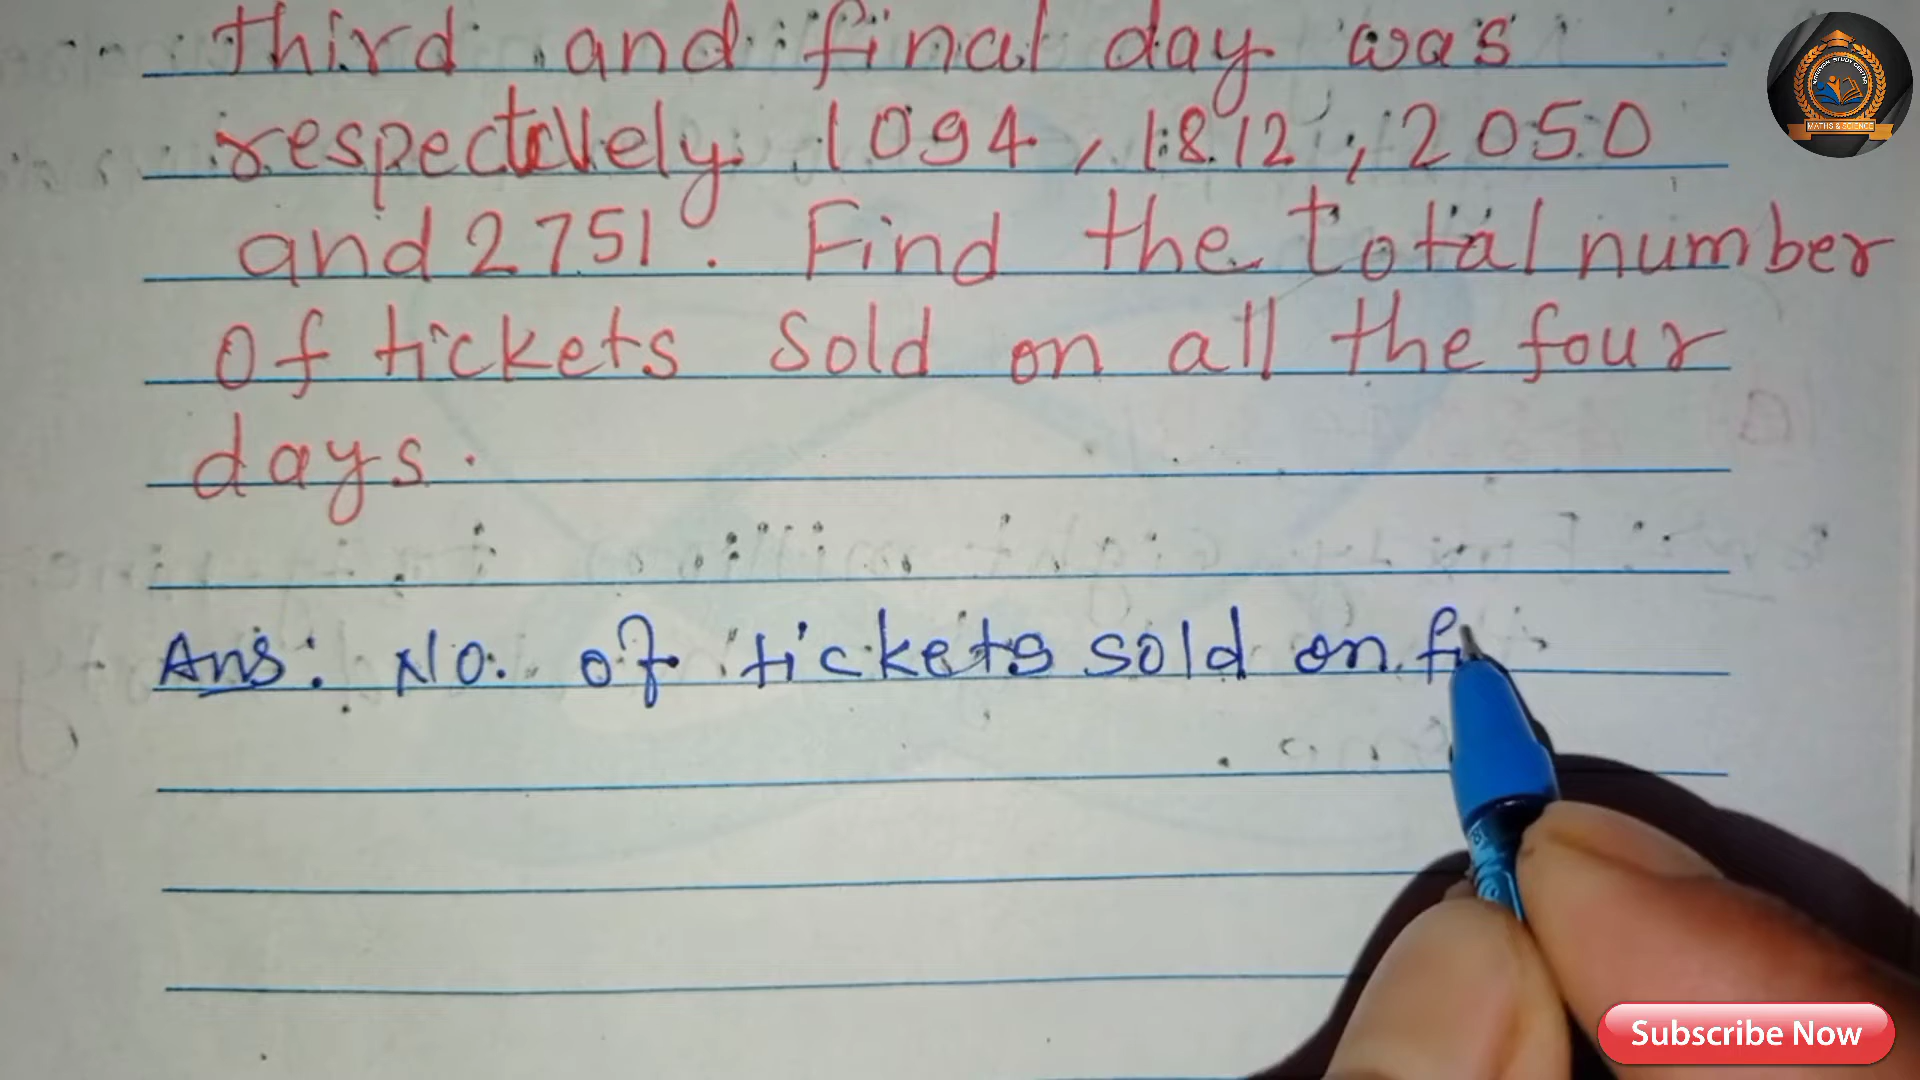 third and final day was
respectively 1094, 1812, 2050
and 2751. Find the total number
of tickets sold on all the four
days.
Ans: No. of tickets sold on fi
MATHS & SCIENCE
Subscribe Now